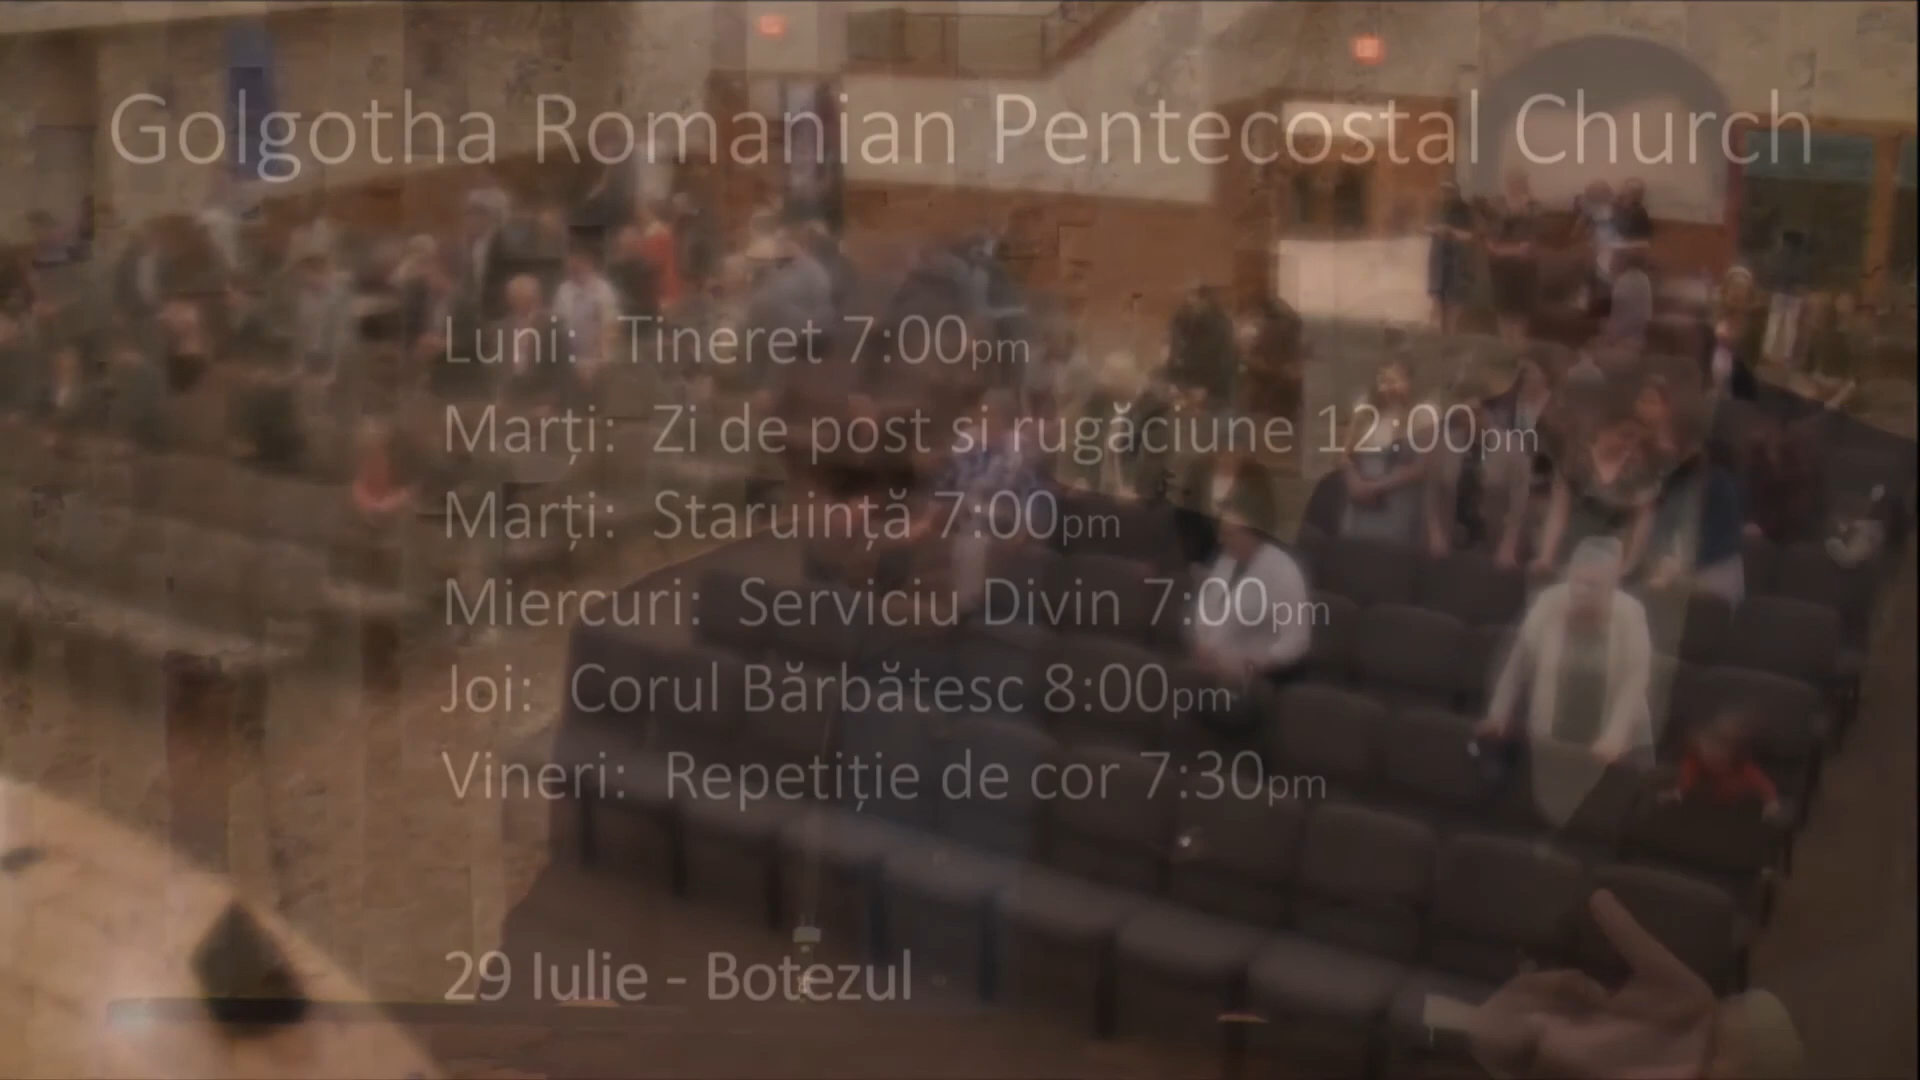 Golgotha Romanian Pentecostal Church
Luni: Tineret 7:00pm
Marți: Zi de post si rugăciune 12:00pm
Marți: Staruință 7:00pm
Miercuri: Serviciu Divin 7:00pm
Joi: Corul Bărbătesc 8:00pm
Vineri: Repetiție de cor 7:30pm
29 Iulie - Botezul